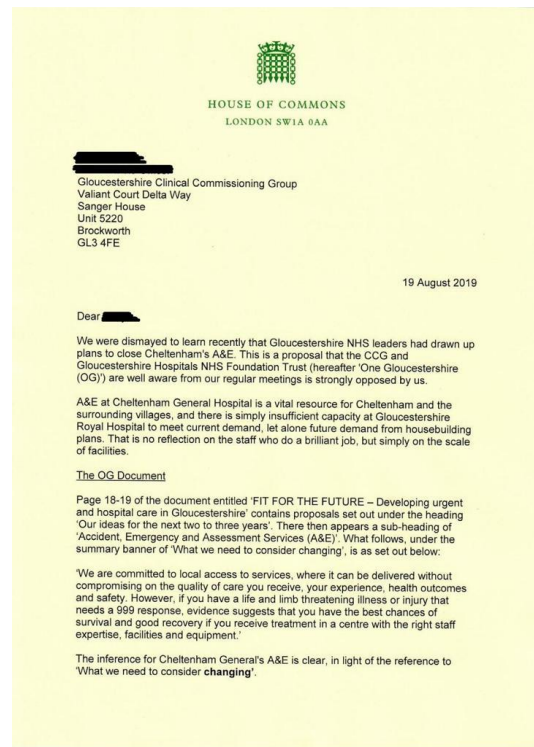 HOUSE OF COMMONS
LONDON SW1A 0AA
Gloucestershire Clinical Commissioning Group
Valiant Court Delta Way
Sanger House
Unit 5220
Brockworth
GL3 4FE
19 August 2019
Dear
We were dismayed to learn recently that Gloucestershire NHS leaders had drawn up
plans to close Cheltenham's A&E. This is a proposal that the CCG and
Gloucestershire Hospitals NHS Foundation Trust (hereafter 'One Gloucestershire
(OG)') are well aware from our regular meetings is strongly opposed by us.
A&E at Cheltenham General Hospital is a vital resource for Cheltenham and the
surrounding villages, and there is simply insufficient capacity at Gloucestershire
Royal Hospital to meet current demand, let alone future demand from housebuilding
plans. That is no reflection on the staff who do a brilliant job, but simply on the scale
of facilities.
The OG Document
Page 18-19 of the document entitled 'FIT FOR THE FUTURE – Developing urgent
and hospital care in Gloucestershire' contains proposals set out under the heading
'Our ideas for the next two to three years'. There then appears a sub-heading of
'Accident, Emergency and Assessment Services (A&E)'. What follows, under the
summary banner of 'What we need to consider changing', is as set out below:
'We are committed to local access to services, where it can be delivered without
compromising on the quality of care you receive, your experience, health outcomes
and safety. However, if you have a life and limb threatening illness or injury that
needs a 999 response, evidence suggests that you have the best chances of
survival and good recovery if you receive treatment in a centre with the right staff
expertise, facilities and equipment.'
The inference for Cheltenham General's A&E is clear, in light of the reference to
'What we need to consider changing'.